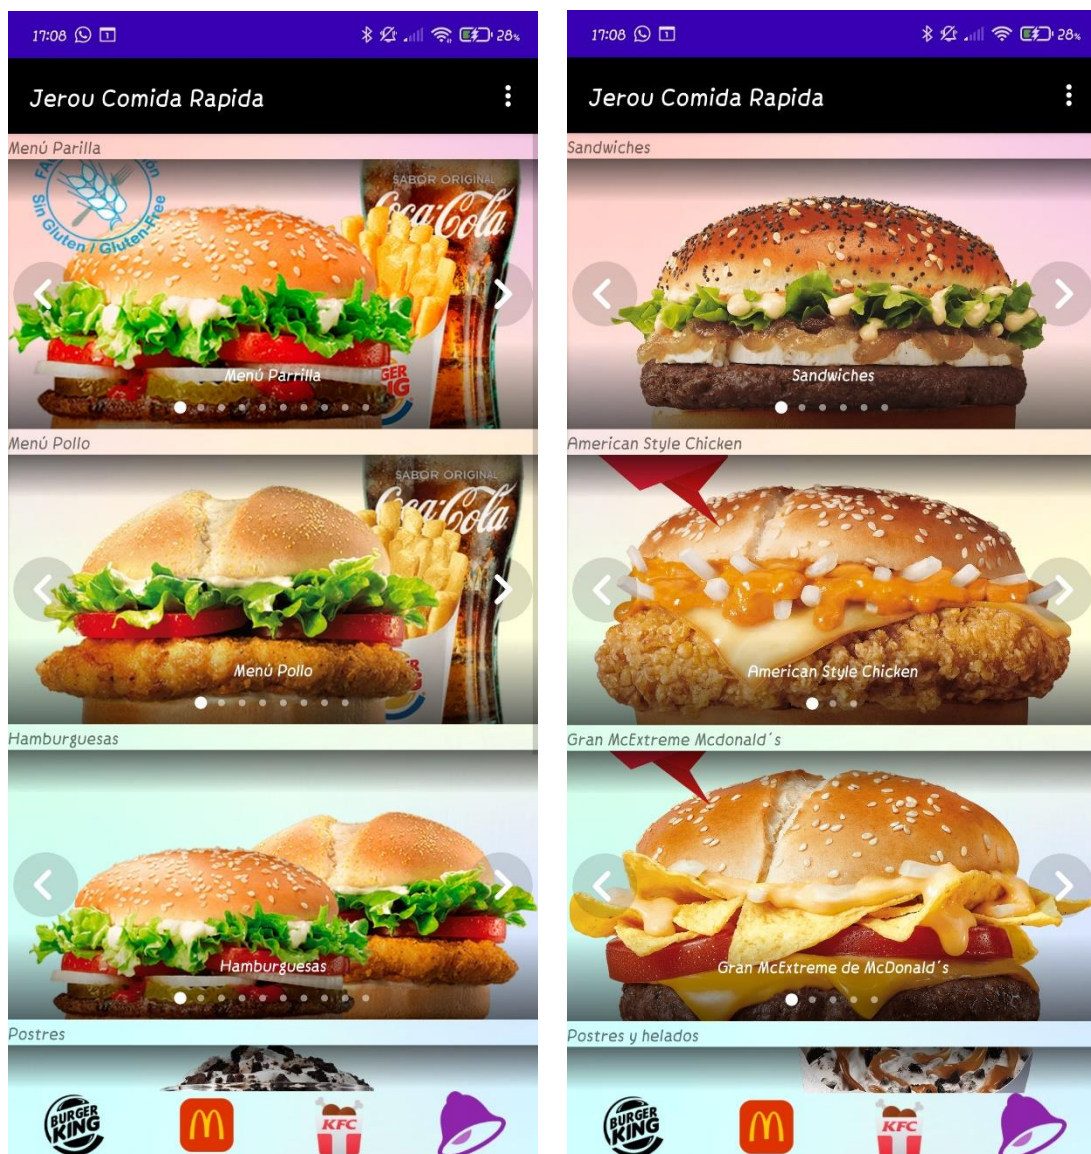 17:08
28%
Jerou Comida Rapida
Menú Parilla
Sin Gluten / Gluten-Free
SABOR ORIGINAL
Coca-Cola
Menú Parrilla
Menú Pollo
SABOR ORIGINAL
Coca-Cola
Menú Pollo
Hamburguesas
Hamburguesas
Postres
BURGER
KING
KFC
17:08
28%
Jerou Comida Rapida
Sandwiches
Sandwiches
American Style Chicken
American Style Chicken
Gran McExtreme Mcdonald´s
Gran McExtreme de McDonald´s
Postres y helados
BURGER
KING
KFC